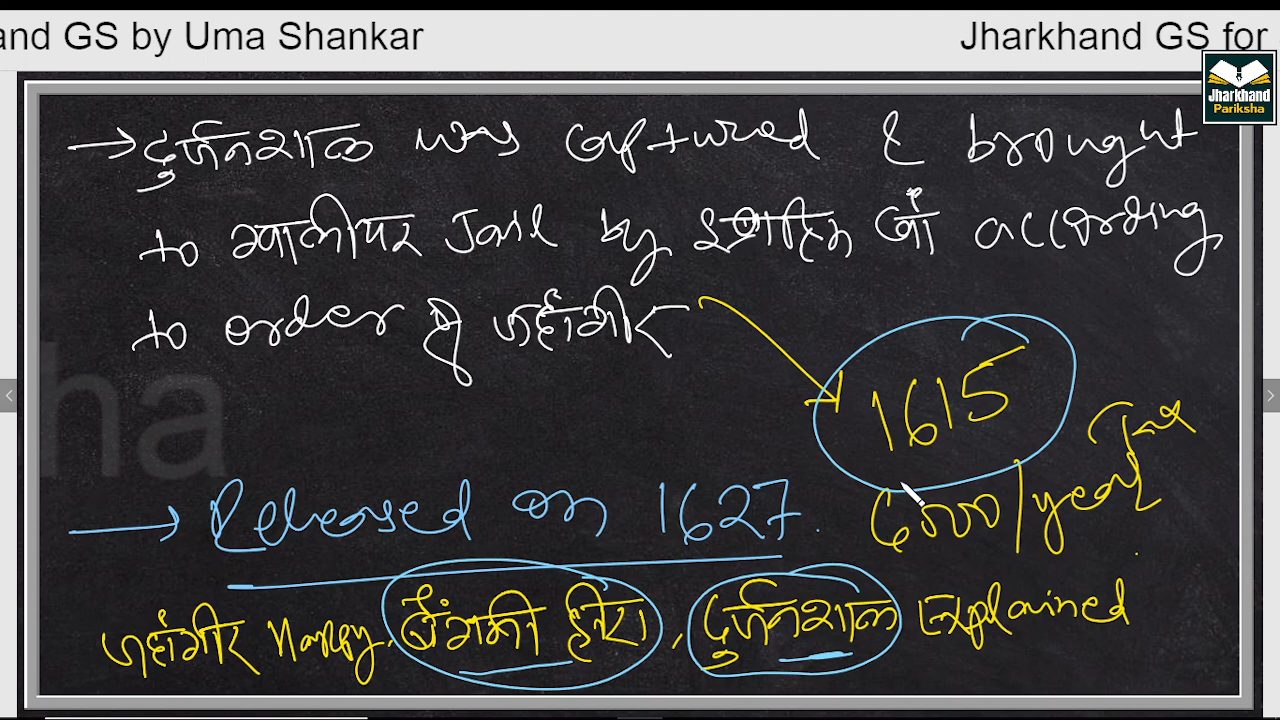 and GS by Uma Shankar
Jharkhand GS for
Jharkhand
Pariksha
→ दुर्जनशाल was captured & brought
to ग्वालीयर Jail by इब्राहिम खाँ according
to order of जहाँगीर
1615
Tax
6000/year
ha
→ Released on 1627.
जहाँगीर हीरा, दुर्जनशाल Explained